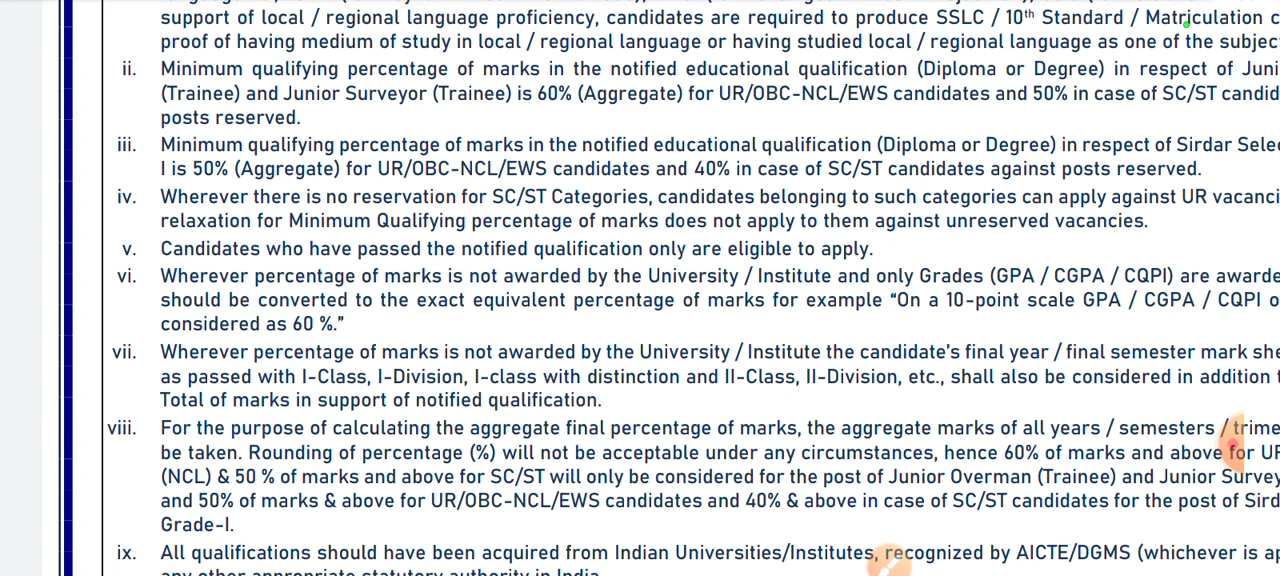 support of local / regional language proficiency, candidates are required to produce SSLC / 10th Standard / Matriculation c
proof of having medium of study in local / regional language or having studied local / regional language as one of the subjec
ii. Minimum qualifying percentage of marks in the notified educational qualification (Diploma or Degree) in respect of Juni
(Trainee) and Junior Surveyor (Trainee) is 60% (Aggregate) for UR/OBC-NCL/EWS candidates and 50% in case of SC/ST candid
posts reserved.
iii. Minimum qualifying percentage of marks in the notified educational qualification (Diploma or Degree) in respect of Sirdar Sele
I is 50% (Aggregate) for UR/OBC-NCL/EWS candidates and 40% in case of SC/ST candidates against posts reserved.
iv. Wherever there is no reservation for SC/ST Categories, candidates belonging to such categories can apply against UR vacanci
relaxation for Minimum Qualifying percentage of marks does not apply to them against unreserved vacancies.
v. Candidates who have passed the notified qualification only are eligible to apply.
vi. Wherever percentage of marks is not awarded by the University / Institute and only Grades (GPA / CGPA / CQPI) are awarde
should be converted to the exact equivalent percentage of marks for example “On a 10-point scale GPA / CGPA / CQPI o
considered as 60 %.”
vii. Wherever percentage of marks is not awarded by the University / Institute the candidate’s final year / final semester mark she
as passed with I-Class, I-Division, I-class with distinction and II-Class, II-Division, etc., shall also be considered in addition t
Total of marks in support of notified qualification.
viii. For the purpose of calculating the aggregate final percentage of marks, the aggregate marks of all years / semesters / trime
be taken. Rounding of percentage (%) will not be acceptable under any circumstances, hence 60% of marks and above for UR
(NCL) & 50 % of marks and above for SC/ST will only be considered for the post of Junior Overman (Trainee) and Junior Survey
and 50% of marks & above for UR/OBC-NCL/EWS candidates and 40% & above in case of SC/ST candidates for the post of Sird
Grade-I.
ix. All qualifications should have been acquired from Indian Universities/Institutes, recognized by AICTE/DGMS (whichever is ap
any other appropriate statutory authority in India